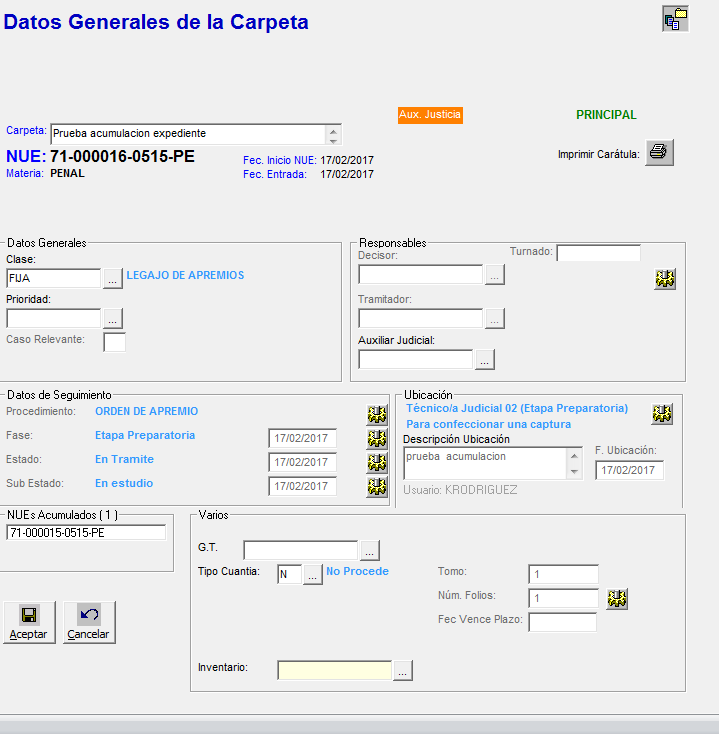 Datos Generales de la Carpeta
Aux. Justicia
PRINCIPAL
Carpeta: Prueba acumulacion expediente
NUE: 71-000016-0515-PE
Fec. Inicio NUE: 17/02/2017
Imprimir Carátula:
Materia: PENAL
Fec. Entrada: 17/02/2017
Datos Generales
Clase:
FIJA ... LEGAJO DE APREMIOS
Prioridad:
...
Caso Relevante:
Responsables
Decisor:
Turnado:
...
Tramitador:
...
Auxiliar Judicial:
...
Datos de Seguimiento
Procedimiento: ORDEN DE APREMIO
Fase: Etapa Preparatoria 17/02/2017
Estado: En Tramite 17/02/2017
Sub Estado: En estudio 17/02/2017
Ubicación
Técnico/a Judicial 02 (Etapa Preparatoria)
Para confeccionar una captura
Descripción Ubicación
prueba acumulacion
F. Ubicación:
17/02/2017
Usuario: KRODRIGUEZ
NUEs Acumulados ( 1 )
71-000015-0515-PE
Aceptar
Cancelar
Varios
G.T. ...
Tipo Cuantia: N ... No Procede
Tomo: 1
Núm. Folios: 1
Fec Vence Plazo:
Inventario: ...